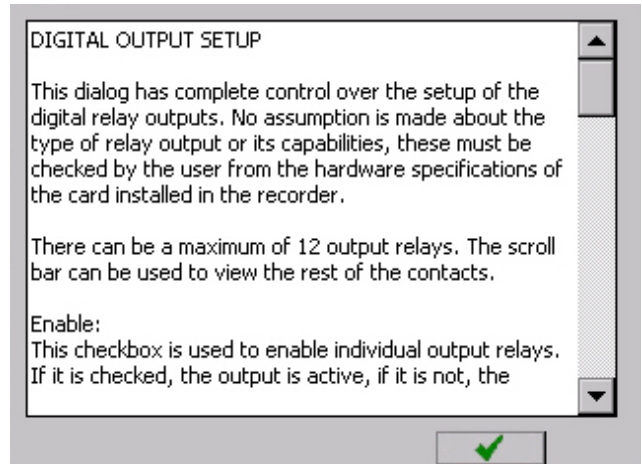 DIGITAL OUTPUT SETUP
This dialog has complete control over the setup of the
digital relay outputs. No assumption is made about the
type of relay output or its capabilities, these must be
checked by the user from the hardware specifications of
the card installed in the recorder.
There can be a maximum of 12 output relays. The scroll
bar can be used to view the rest of the contacts.
Enable:
This checkbox is used to enable individual output relays.
If it is checked, the output is active, if it is not, the